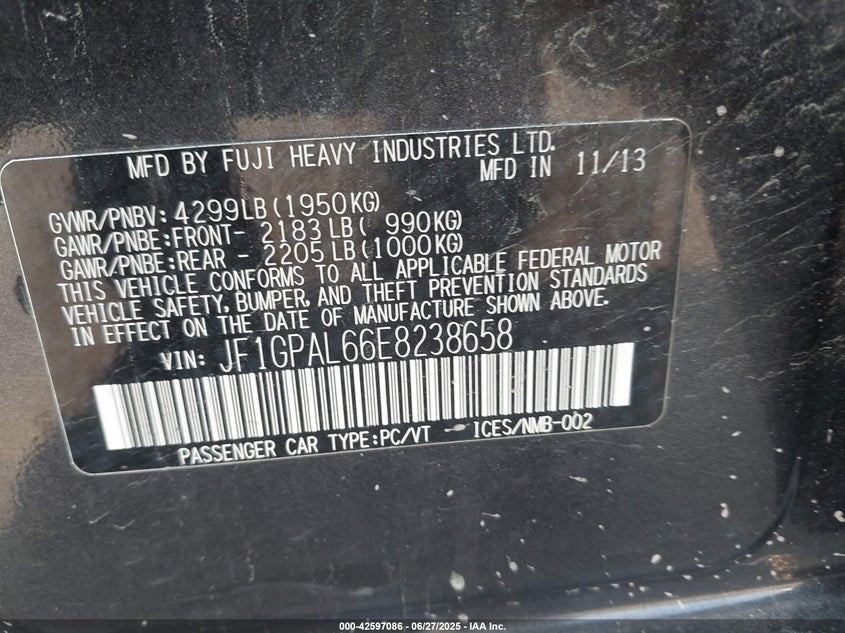 MFD BY FUJI HEAVY INDUSTRIES LTD.
MFD IN 11/13
GVWR/PNBV: 4299LB(1950KG)
GAWR/PNBE:FRONT- 2183LB( 990KG)
GAWR/PNBE:REAR - 2205LB(1000KG)
THIS VEHICLE CONFORMS TO ALL APPLICABLE FEDERAL MOTOR
VEHICLE SAFETY, BUMPER, AND THEFT PREVENTION STANDARDS
IN EFFECT ON THE DATE OF MANUFACTURE SHOWN ABOVE.
VIN: JF1GPAL66E8238658
PASSENGER CAR TYPE:PC/VT - ICES/NMB-002
000-42597086 - 06/27/2025 - IAA Inc.